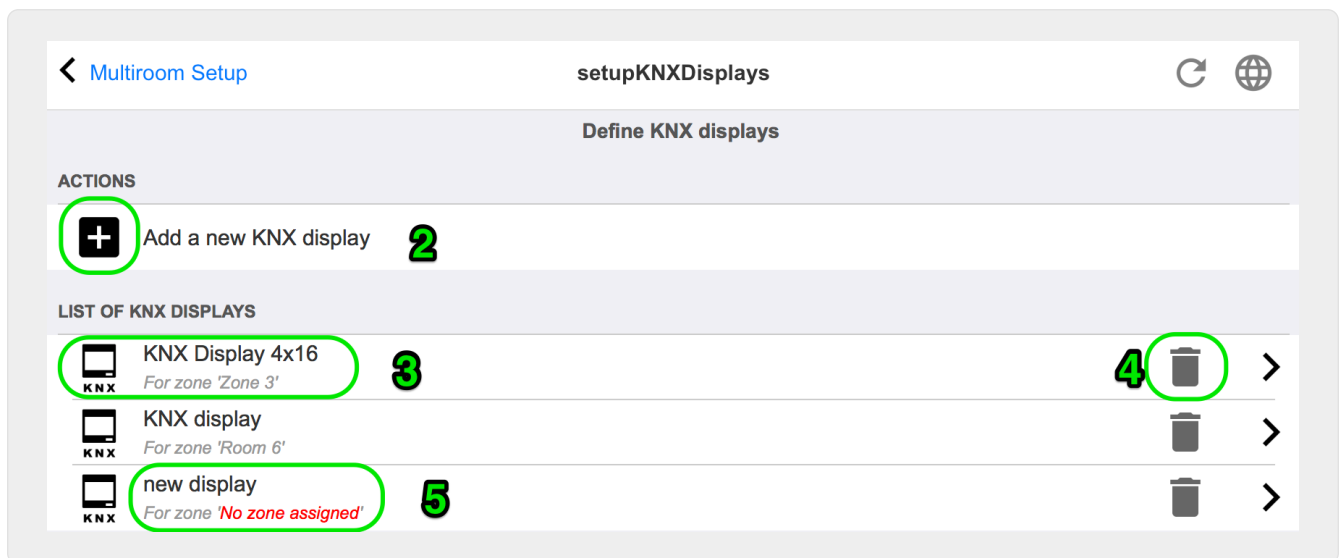 Multiroom Setup setupKNXDisplays
Define KNX displays
ACTIONS
Add a new KNX display 2
LIST OF KNX DISPLAYS
KNX Display 4x16
KNX For zone 'Zone 3' 3 4
KNX display
KNX For zone 'Room 6'
new display
KNX For zone 'No zone assigned' 5